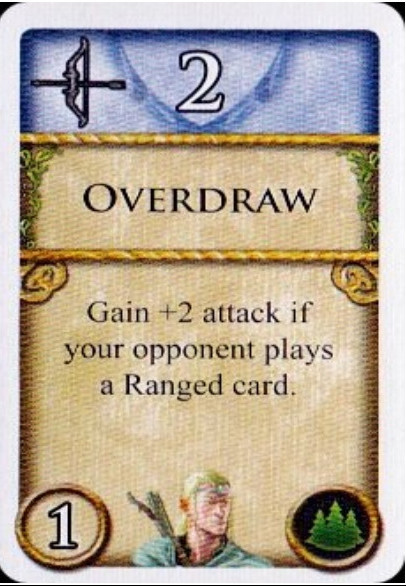 2
OVERDRAW
Gain +2 attack if
your opponent plays
a Ranged card.
1